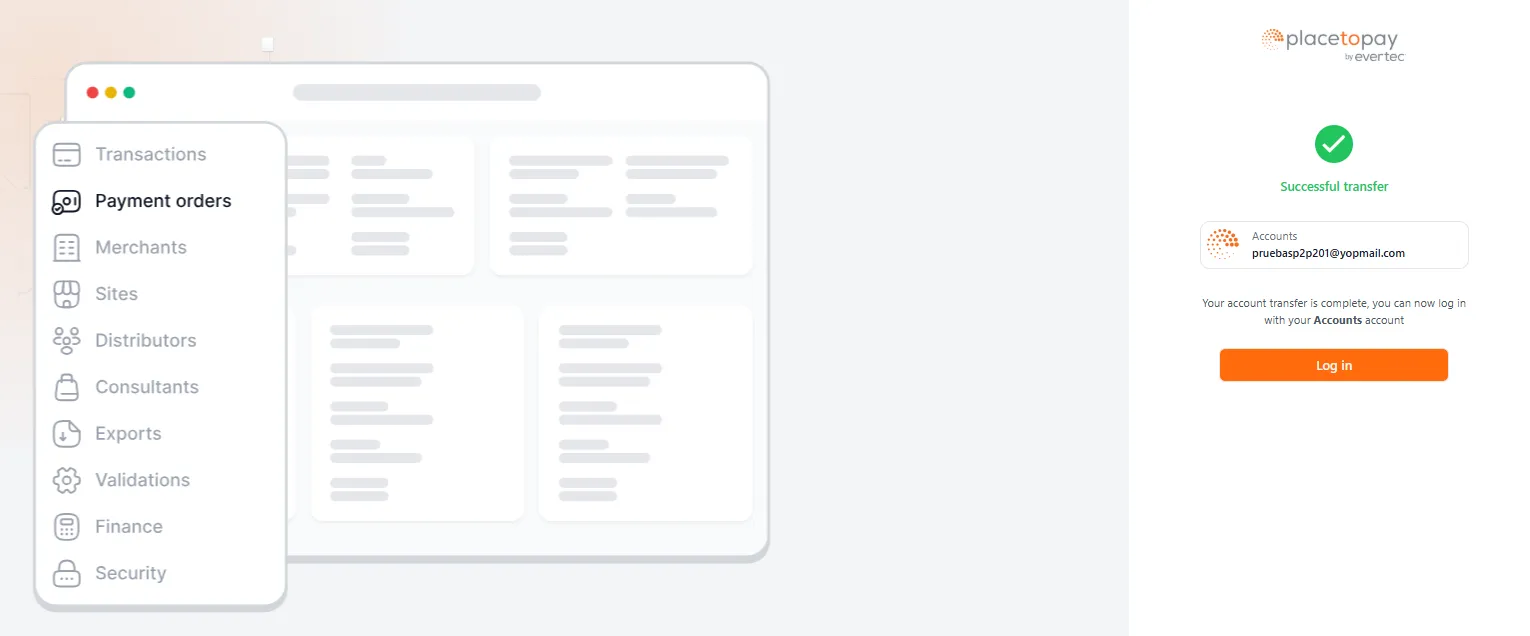 Transactions
Payment orders
Merchants
Sites
Distributors
Consultants
Exports
Validations
Finance
Security
placetopay
by evertec
Successful transfer
Accounts
pruebasp2p201@yopmail.com
Your account transfer is complete, you can now log in
with your Accounts account
Log in